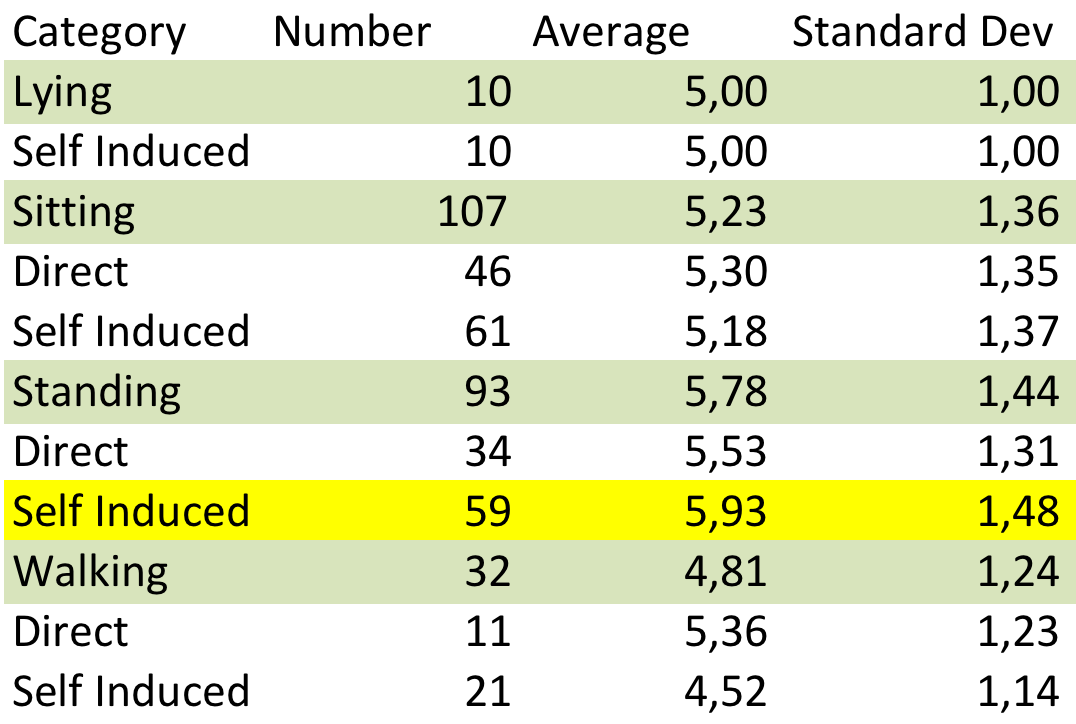 Category Number Average Standard Dev
Lying 10 5,00 1,00
Self Induced 10 5,00 1,00
Sitting 107 5,23 1,36
Direct 46 5,30 1,35
Self Induced 61 5,18 1,37
Standing 93 5,78 1,44
Direct 34 5,53 1,31
Self Induced 59 5,93 1,48
Walking 32 4,81 1,24
Direct 11 5,36 1,23
Self Induced 21 4,52 1,14